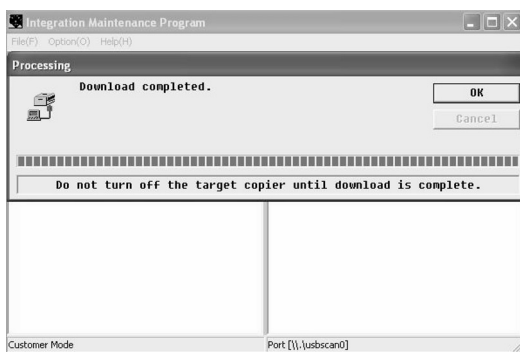 Integration Maintenance Program
File(F) Option(O) Help(H)
Processing
Download completed.
OK
Cancel
Do not turn off the target copier until download is complete.
Customer Mode
Port [\\.\usbscan0]